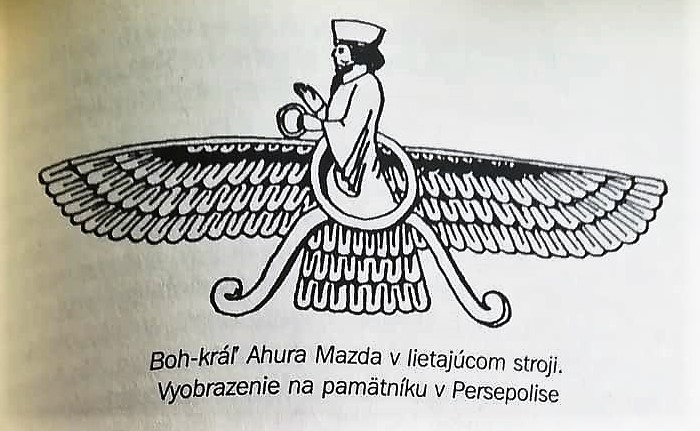 Boh-kráľ Ahura Mazda v lietajúcom stroji.
Vyobrazenie na pamätníku v Persepolise